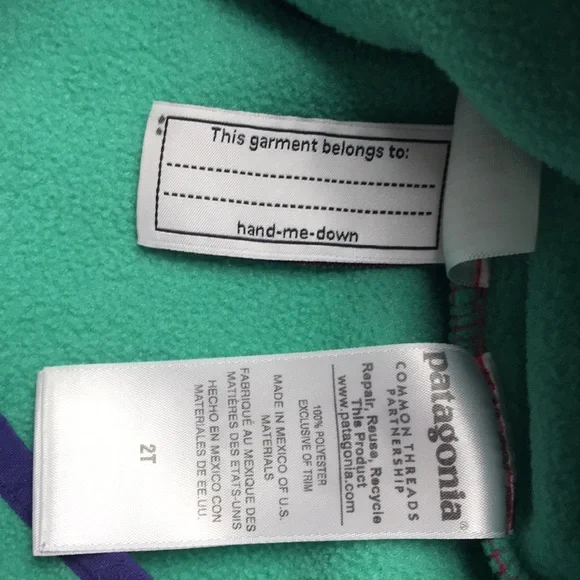 This garment belongs to:
hand-me-down
patagonia®
COMMON THREADS
PARTNERSHIP
Repair, Reuse, Recycle
This Product
www.patagonia.com
100% POLYESTER
EXCLUSIVE OF TRIM
MADE IN MEXICO OF U.S.
MATERIALS
FABRIQUÉ AU MEXIQUE DES
MATIÈRES DES ETATS-UNIS
HECHO EN MEXICO CON
MATERIALES DE EE.UU.
2T